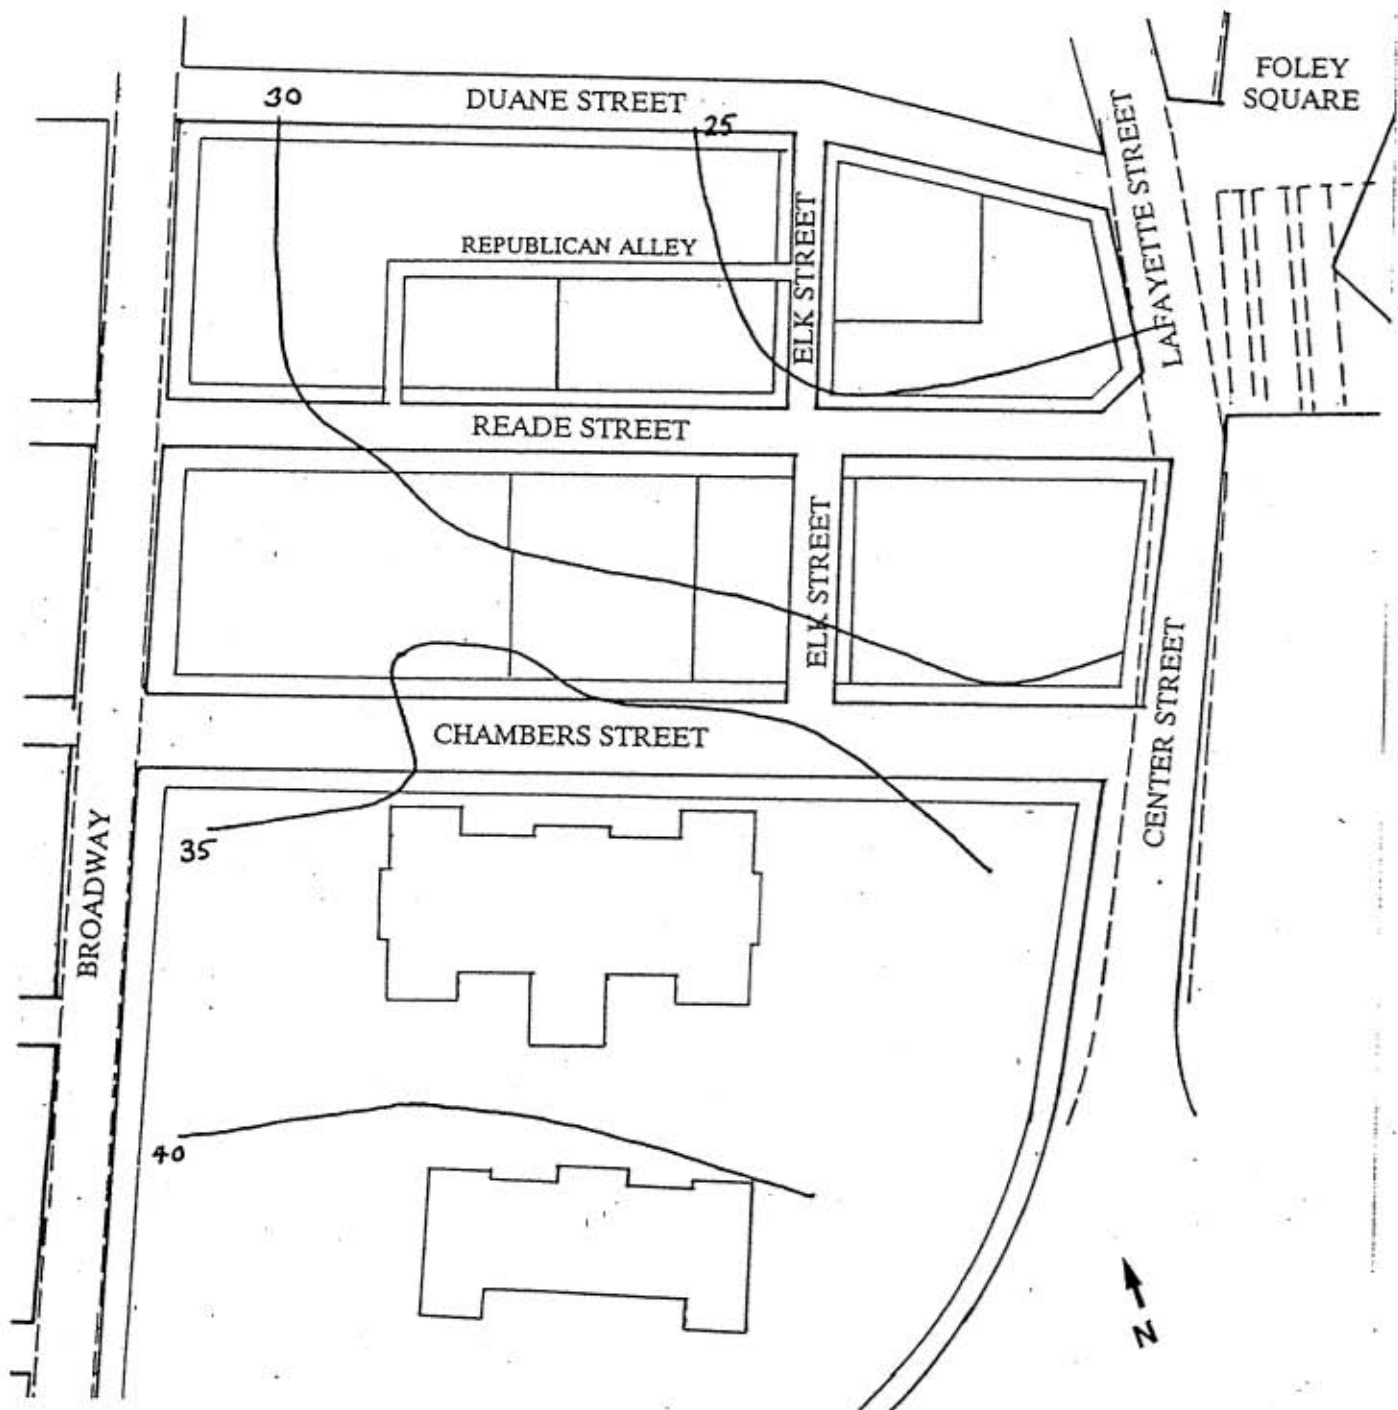 FOLEY
SQUARE
30
DUANE STREET
25
LAFAYETTE STREET
REPUBLICAN ALLEY
ELK STREET
READE STREET
ELK STREET
CHAMBERS STREET
CENTER STREET
35
BROADWAY
40
N